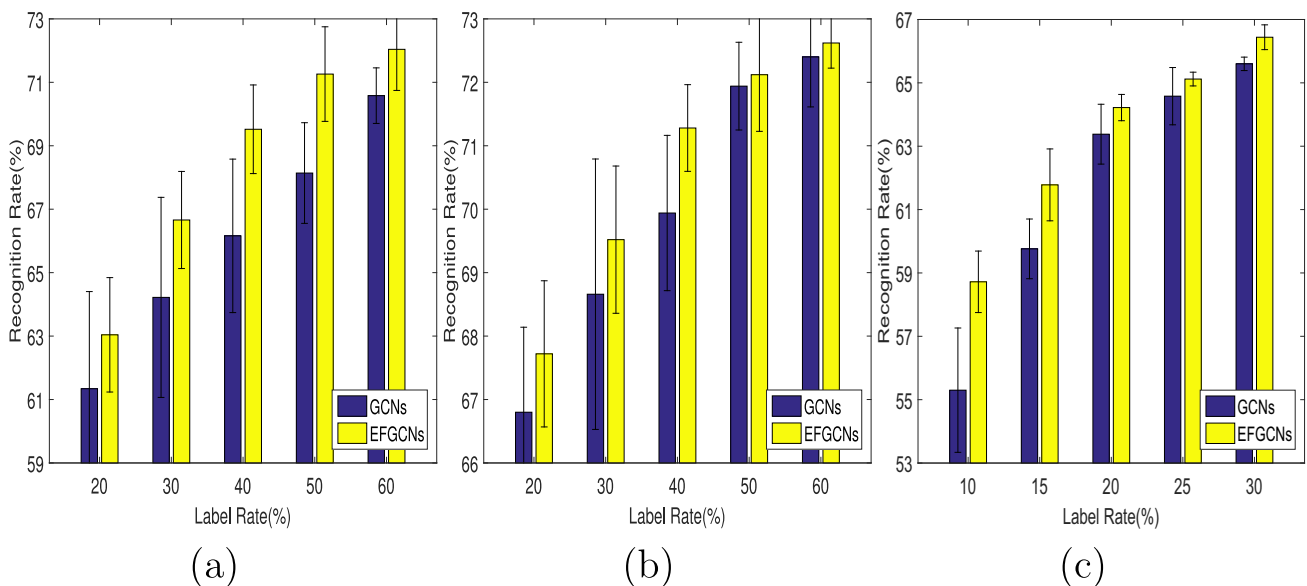 73
71
69
67
65
63
61
59
Recognition Rate(%)
20 30 40 50 60
Label Rate(%)
GCNs
EFGCNs
(a)
73
72
71
70
69
68
67
66
Recognition Rate(%)
20 30 40 50 60
Label Rate(%)
GCNs
EFGCNs
(b)
67
65
63
61
59
57
55
53
Recognition Rate(%)
10 15 20 25 30
Label Rate(%)
GCNs
EFGCNs
(c)